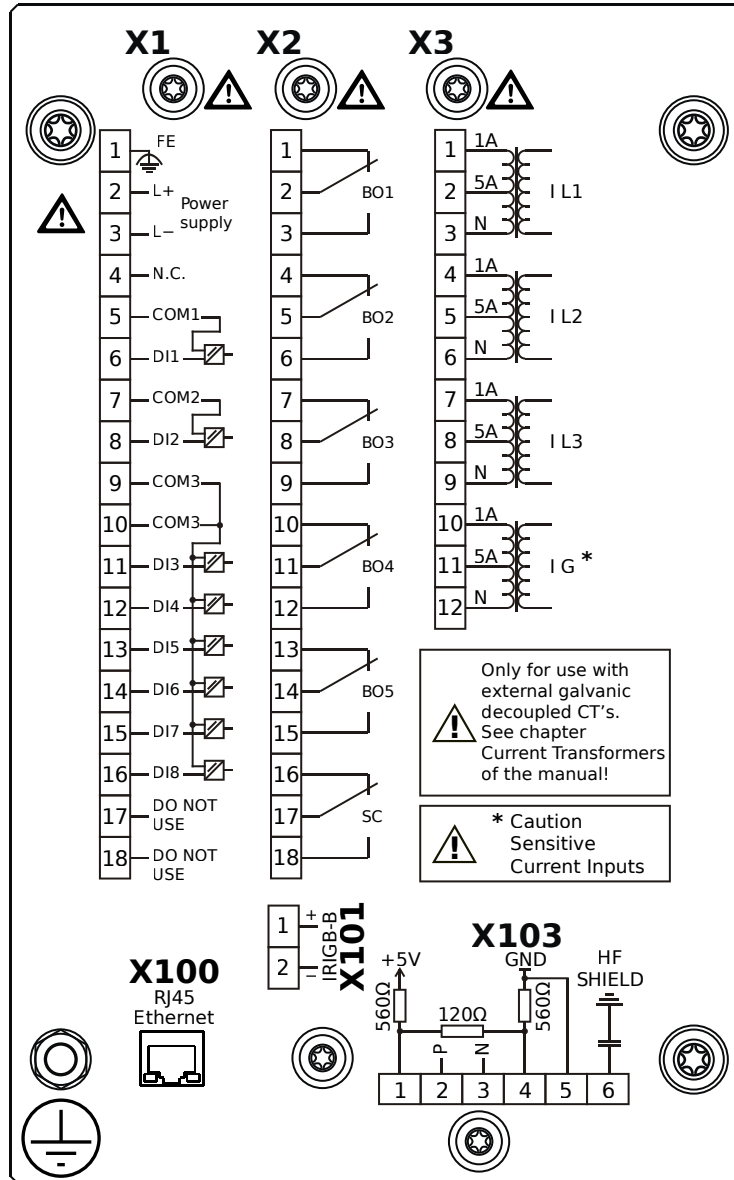 X1 X2 X3
1 FE
2 L+
Power
supply
3 L−
4 N.C.
5 COM1
6 DI1
7 COM2
8 DI2
9 COM3
10 COM3
11 DI3
12 DI4
13 DI5
14 DI6
15 DI7
16 DI8
17 DO NOT
USE
18 DO NOT
USE
1
2 BO1
3
4
5 BO2
6
7
8 BO3
9
10
11 BO4
12
13
14 BO5
15
16
17 SC
18
1 1A
2 5A I L1
3 N
4 1A
5 5A I L2
6 N
7 1A
8 5A I L3
9 N
10 1A
11 5A I G *
12 N
Only for use with
external galvanic
decoupled CT's.
See chapter
Current Transformers
of the manual!
* Caution
Sensitive
Current Inputs
X100
RJ45
Ethernet
1 +
2 −
IRIGB-B
X101
X103
+5V GND HF
SHIELD
560Ω 120Ω 560Ω
P N
1 2 3 4 5 6